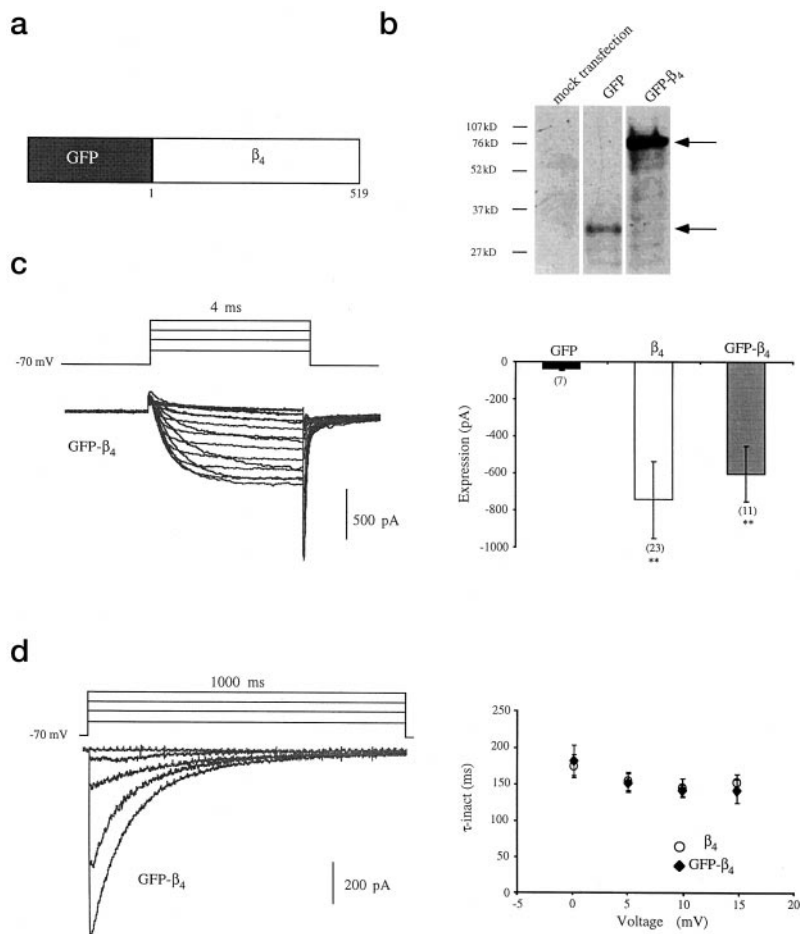 a
GFP
β4
1
519
b
mock transfection
GFP
GFP-β4
107kD
76kD
52kD
37kD
27kD
c
4 ms
-70 mV
GFP-β4
500 pA
GFP
β4
GFP-β4
0
-200
-400
-600
-800
-1000
Expression (pA)
(7)
(23)
**
(11)
**
d
1000 ms
-70 mV
GFP-β4
200 pA
250
200
150
100
50
0
τ-inact (ms)
β4
GFP-β4
-5
0
5
10
15
20
Voltage (mV)